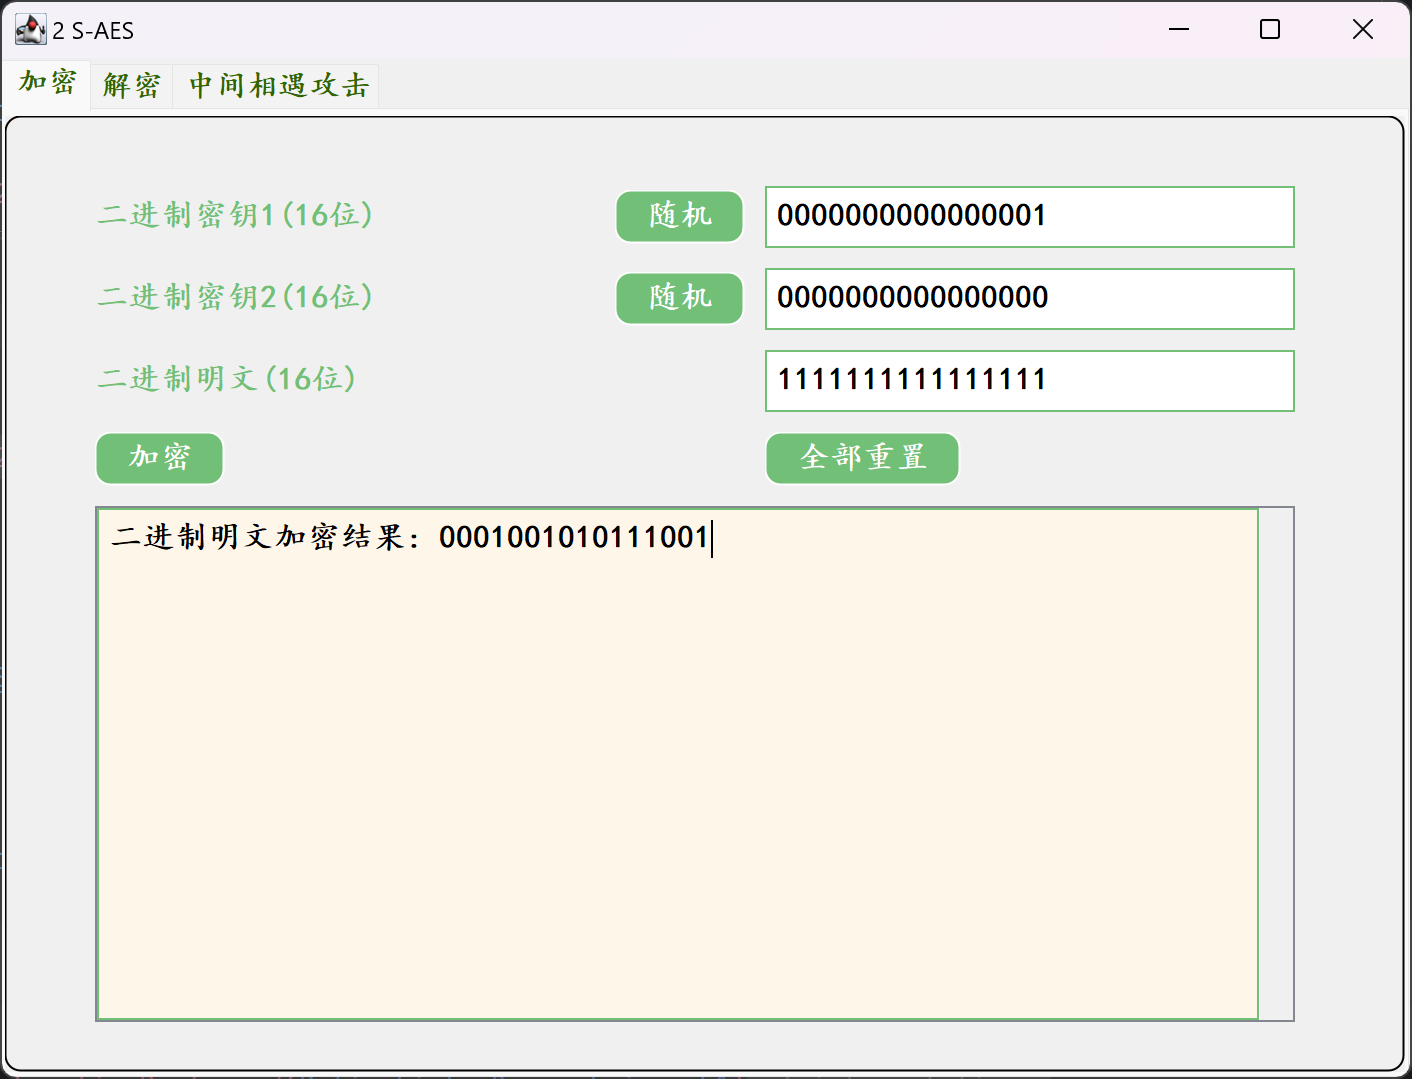 2 S-AES
加密 解密 中间相遇攻击
二进制密钥1(16位) 随机 0000000000000001
二进制密钥2(16位) 随机 0000000000000000
二进制明文(16位) 1111111111111111
加密 全部重置
二进制明文加密结果: 0001001010111001